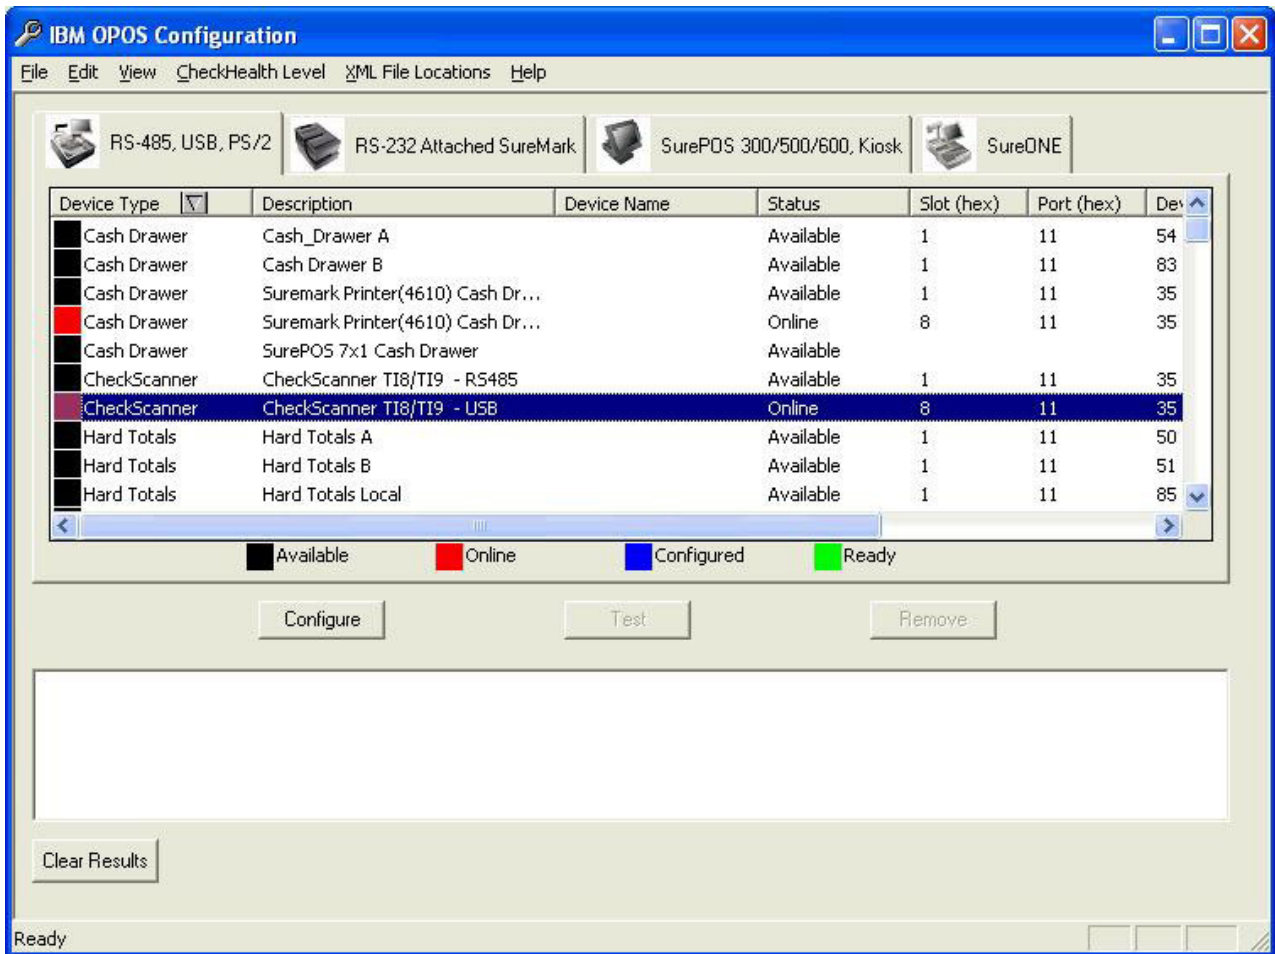 IBM OPOS Configuration
File Edit View CheckHealth Level XML File Locations Help
RS-485, USB, PS/2 RS-232 Attached SureMark SurePOS 300/500/600, Kiosk SureONE
Device Type Description Device Name Status Slot (hex) Port (hex) Dev
Cash Drawer Cash_Drawer A Available 1 11 54
Cash Drawer Cash Drawer B Available 1 11 83
Cash Drawer Suremark Printer(4610) Cash Dr... Available 1 11 35
Cash Drawer Suremark Printer(4610) Cash Dr... Online 8 11 35
Cash Drawer SurePOS 7x1 Cash Drawer Available
CheckScanner CheckScanner TI8/TI9 - RS485 Available 1 11 35
CheckScanner CheckScanner TI8/TI9 - USB Online 8 11 35
Hard Totals Hard Totals A Available 1 11 50
Hard Totals Hard Totals B Available 1 11 51
Hard Totals Hard Totals Local Available 1 11 85
Available Online Configured Ready
Configure Test Remove
Clear Results
Ready